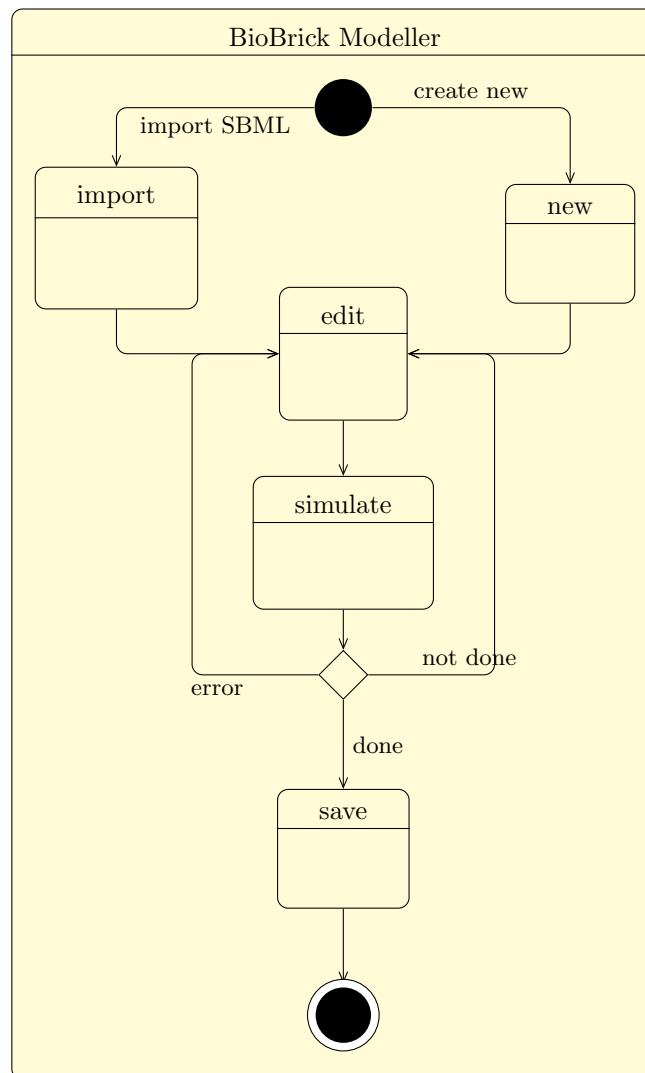 BioBrick Modeller
create new
import SBML
import
new
edit
simulate
not done
error
done
save